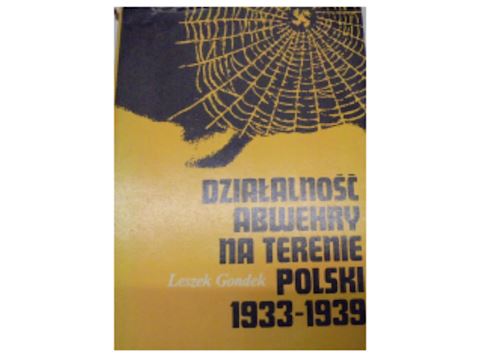 DZIAŁALNOŚĆ
ABWEHRY
NA TERENIE
Leszek Gondek POLSKI
1933-1939